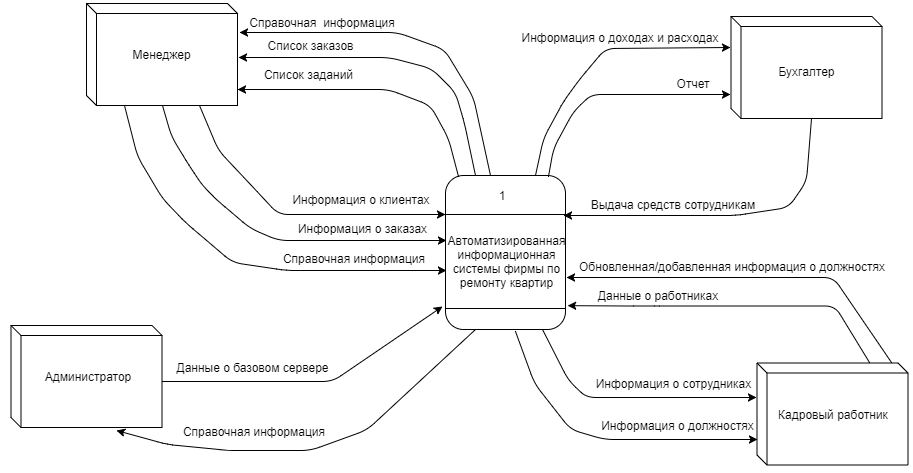 Справочная информация
Список заказов
Список заданий
Менеджер
Информация о доходах и расходах
Отчет
Бухгалтер
1
Информация о клиентах
Выдача средств сотрудникам
Информация о заказах
Справочная информация
Автоматизированная
информационная
системы фирмы по
ремонту квартир
Обновленная/добавленная информация о должностях
Данные о работниках
Администратор
Данные о базовом сервере
Справочная информация
Информация о сотрудниках
Информация о должностях
Кадровый работник